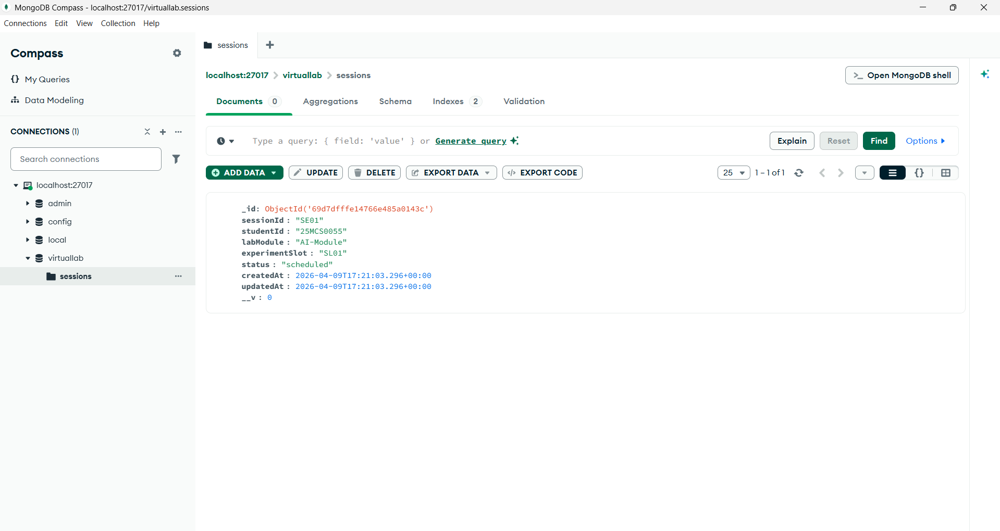 MongoDB Compass - localhost:27017/virtuallab.sessions
Connections Edit View Collection Help
Compass
My Queries
Data Modeling
CONNECTIONS (1)
Search connections
localhost:27017
admin
config
local
virtuallab
sessions
sessions
localhost:27017 virtuallab sessions
Open MongoDB shell
Documents 0 Aggregations Schema Indexes 2 Validation
Type a query: { field: 'value' } or Generate query
Explain Reset Find Options
ADD DATA UPDATE DELETE EXPORT DATA EXPORT CODE
25 1 – 1 of 1
_id: ObjectId('69d7dfffe14766e485a0143c')
sessionId : "SE01"
studentId : "25MCS0055"
labModule : "AI-Module"
experimentSlot : "SL01"
status : "scheduled"
createdAt : 2026-04-09T17:21:03.296+00:00
updatedAt : 2026-04-09T17:21:03.296+00:00
__v : 0